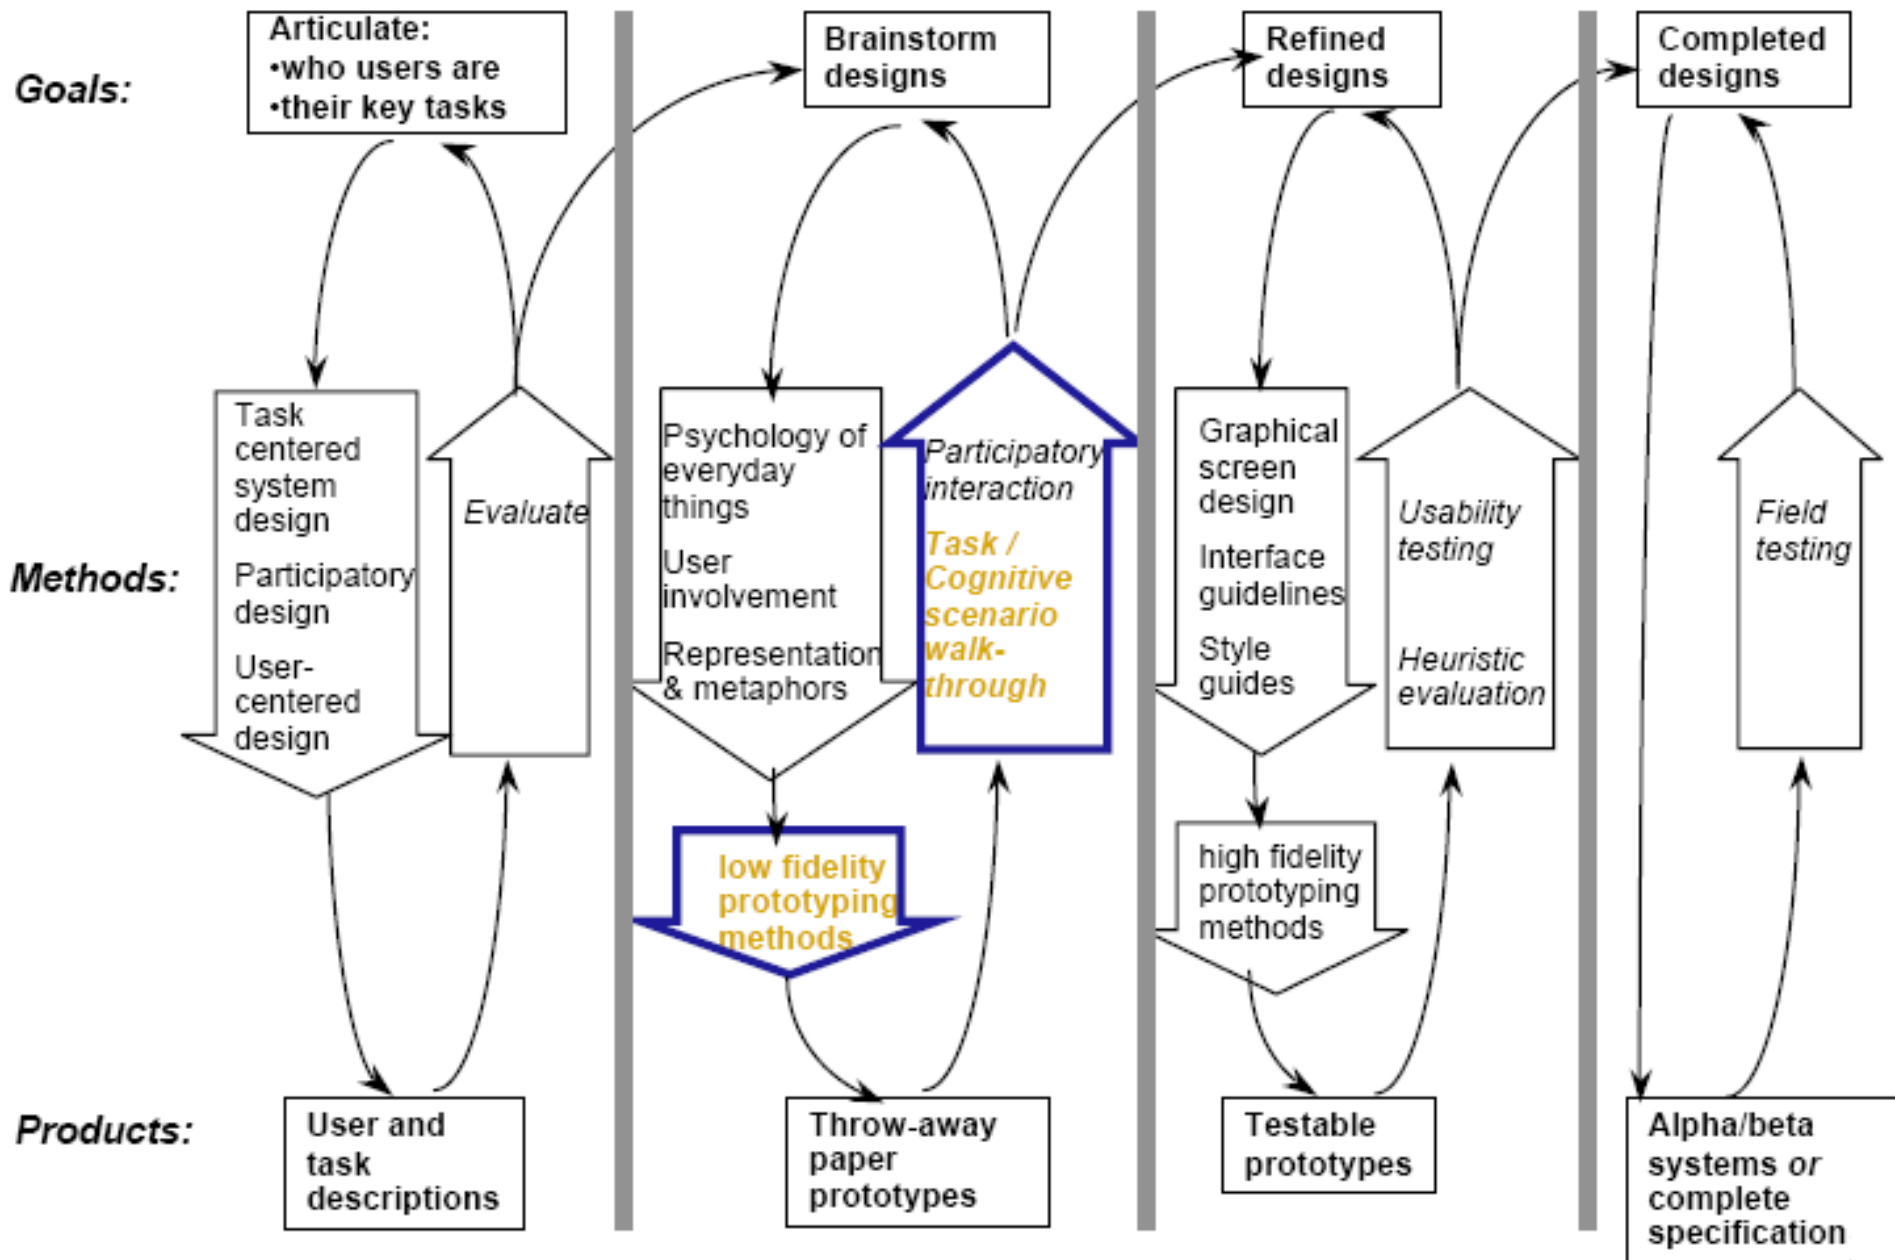 Goals:
Articulate:
•who users are
•their key tasks
Brainstorm
designs
Refined
designs
Completed
designs
Methods:
Task
centered
system
design
Participatory
design
User-
centered
design
Evaluate
Psychology of
everyday
things
User
involvement
Representation
& metaphors
low fidelity
prototyping
methods
Participatory
interaction
Task /
Cognitive
scenario
walk-
through
Graphical
screen
design
Interface
guidelines
Style
guides
high fidelity
prototyping
methods
Usability
testing
Heuristic
evaluation
Field
testing
Products:
User and
task
descriptions
Throw-away
paper
prototypes
Testable
prototypes
Alpha/beta
systems or
complete
specification